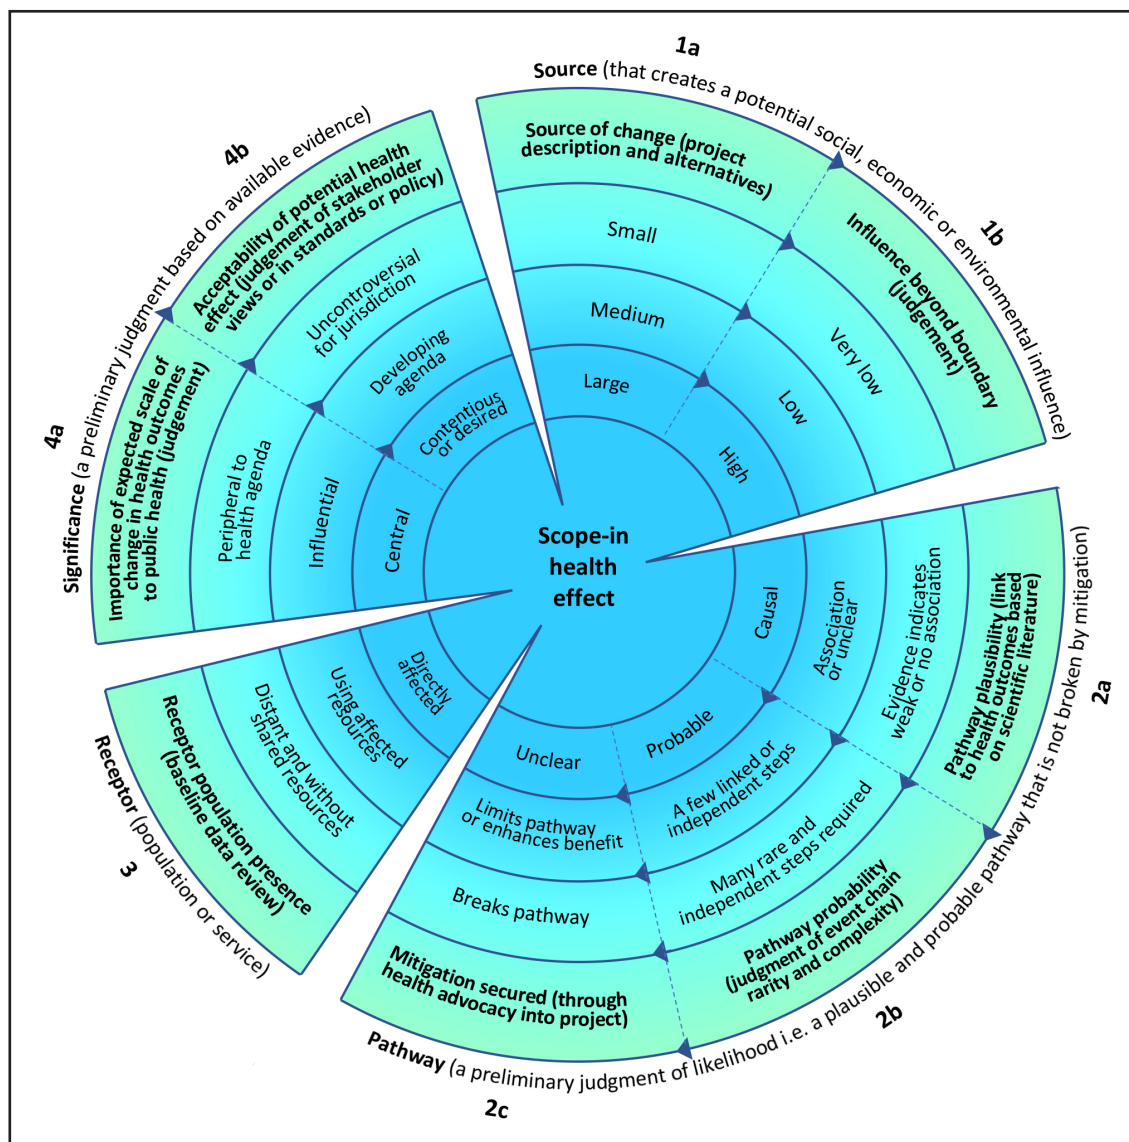 1a
Source (that creates a potential social, economic or environmental influence)
Source of change (project
description and alternatives)
Small
Medium
Large
1b
Influence beyond boundary
(judgement)
Very low
Low
High
2a
Pathway plausibility (link
to health outcomes based
on scientific literature)
Evidence indicates
weak or no association
Association
or unclear
Causal
2b
Pathway probability
(judgment of event chain
rarity and complexity)
Many rare and
independent steps required
A few linked or
independent steps
Probable
2c
Pathway (a preliminary judgment of likelihood i.e. a plausible and probable pathway that is not broken by mitigation)
Mitigation secured (through
health advocacy into project)
Breaks pathway
Limits pathway
or enhances benefit
Unclear
3
Receptor (population or service)
Receptor population presence
(baseline data review)
Distant and without
shared resources
Using affected
resources
Directly
affected
4a
Significance (a preliminary judgment based on available evidence)
Importance of expected scale of
change in health outcomes
to public health (judgement)
Peripheral to
health agenda
Influential
Central
4b
Acceptability of potential health
effect (judgement of stakeholder
views or in standards or policy)
Uncontroversial
for jurisdiction
Developing
agenda
Contentious
or desired
Scope-in
health
effect